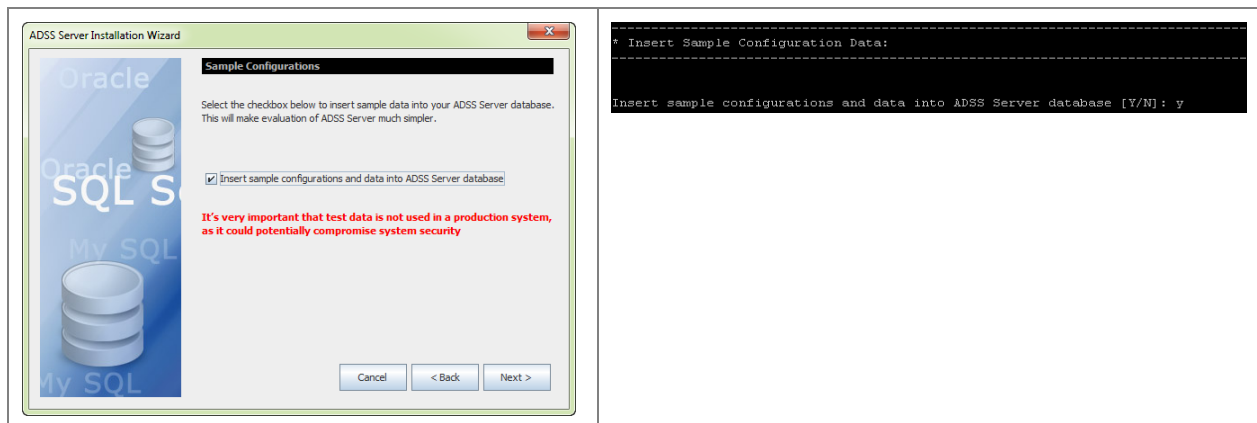 ADSS Server Installation Wizard
Oracle
Oracle
SQL S
My SQL
My SQL
Sample Configurations
Select the checkbox below to insert sample data into your ADSS Server database.
This will make evaluation of ADSS Server much simpler.
Insert sample configurations and data into ADSS Server database
It's very important that test data is not used in a production system,
as it could potentially compromise system security
Cancel
< Back
Next >
* Insert Sample Configuration Data:
Insert sample configurations and data into ADSS Server database [Y/N]: y